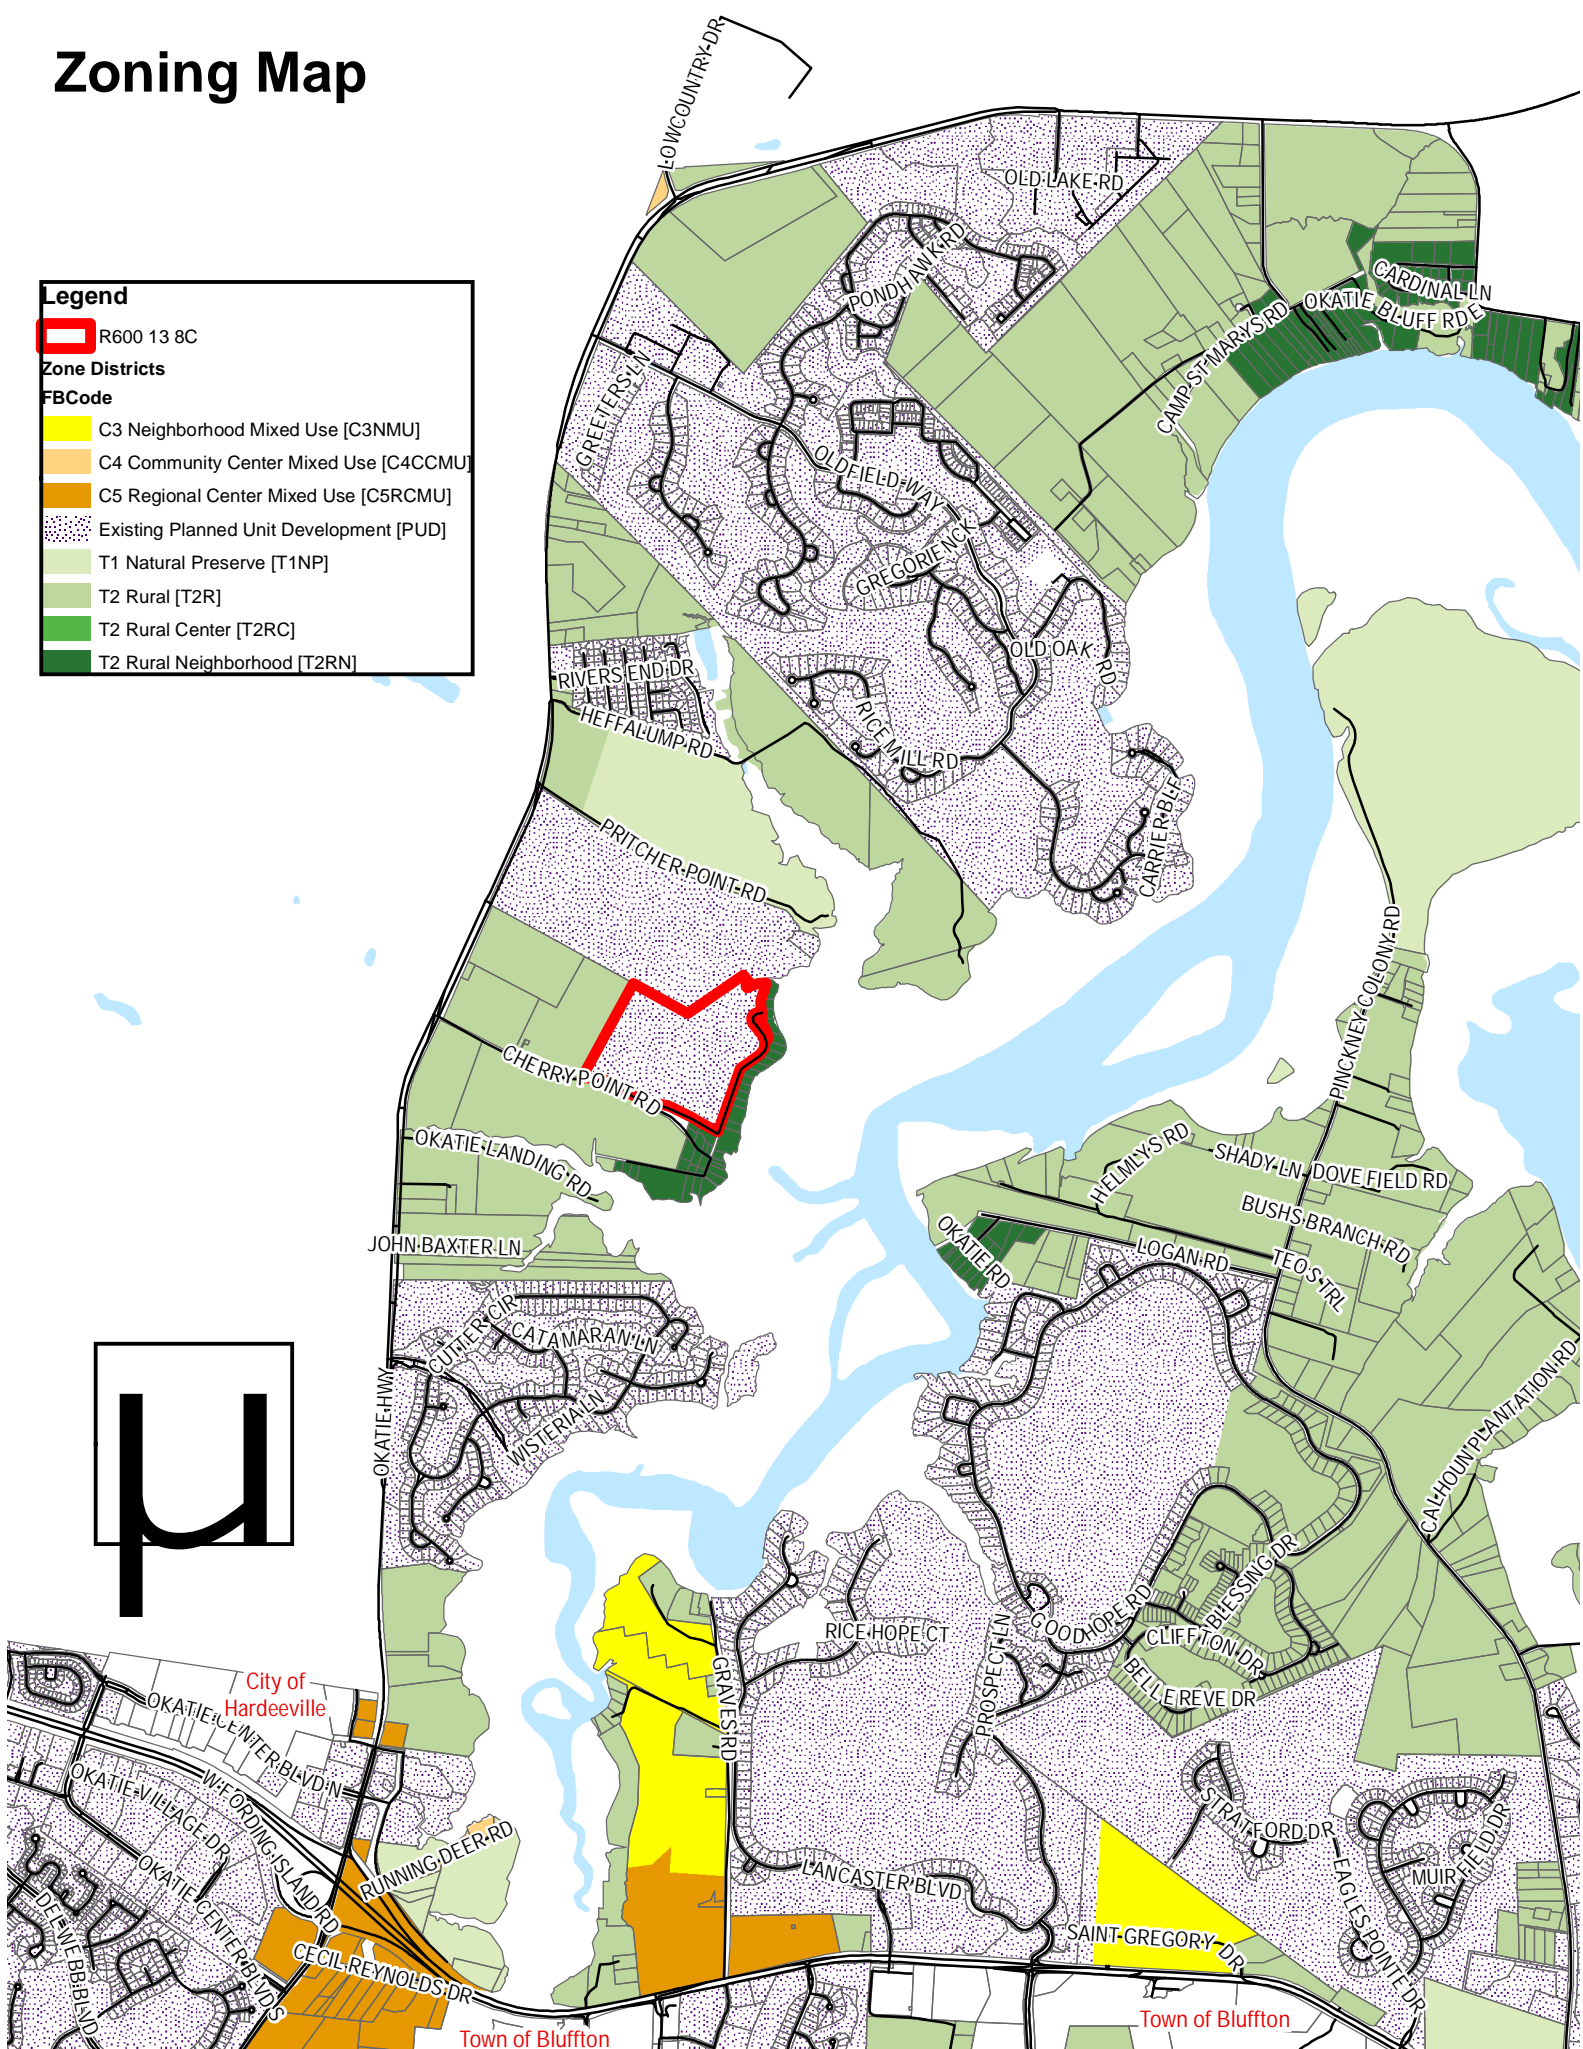 Zoning Map
LOWCOUNTRY DR
OLD LAKE RD
PONDHAWK RD
CARDINAL LN
OKATIE BLUFF RD E
CAMP ST MARYS RD
Legend
R600 13 8C
Zone Districts
FBCode
C3 Neighborhood Mixed Use [C3NMU]
C4 Community Center Mixed Use [C4CCMU]
C5 Regional Center Mixed Use [C5RCMU]
Existing Planned Unit Development [PUD]
T1 Natural Preserve [T1NP]
T2 Rural [T2R]
T2 Rural Center [T2RC]
T2 Rural Neighborhood [T2RN]
GREETERS LN
OLDFIELD WAY
GREGORIE NCK
OLD OAK RD
RIVERS END DR
HEFFALUMP RD
RICE MILL RD
CARRIER BLF
PRITCHER POINT RD
PINCKNEY COLONY RD
CHERRY POINT RD
OKATIE LANDING RD
HELMLYS RD
SHADY LN
DOVE FIELD RD
BUSHS BRANCH RD
JOHN BAXTER LN
OKATIE RD
LOGAN RD
TEOS TRL
CUTTER CIR
CATAMARAN LN
WISTERIA LN
OKATIE HWY
CALHOUN PLANTATION RD
µ
BLESSING DR
GOOD HOPE RD
CLIFFTON DR
BELLEREVE DR
RICE HOPE CT
PROSPECT LN
GRAVES RD
City of
Hardeeville
OKATIE CENTER BLVD N
OKATIE VILLAGE DR
W FORDING ISLAND RD
RUNNING DEER RD
OKATIE CENTER BLVD S
DEL WEBB BLVD
CECIL REYNOLDS DR
LANCASTER BLVD
STRATFORD DR
MUIRFIELD DR
EAGLES POINTE DR
SAINT GREGORY DR
Town of Bluffton
Town of Bluffton